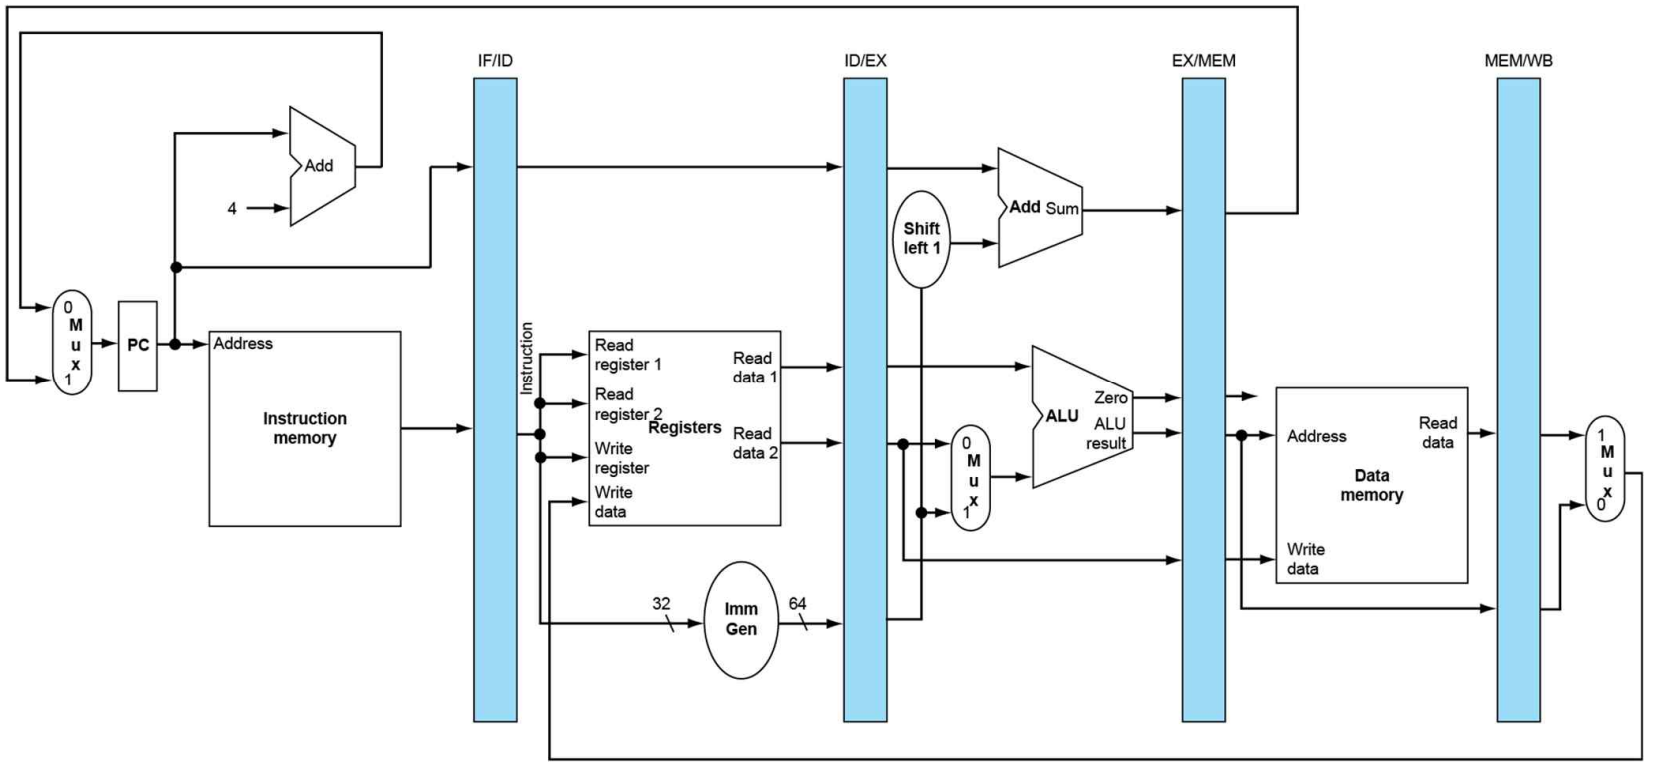 IF/ID
ID/EX
EX/MEM
MEM/WB
Add
4
Add Sum
Shift
left 1
0
M
u
x
1
PC
Address
Instruction
memory
Instruction
Read
register 1
Read
register 2
Write
register
Write
data
Registers
Read
data 1
Read
data 2
0
M
u
x
1
Zero
ALU
ALU
result
Address
Read
data
Data
memory
Write
data
1
M
u
x
0
32
Imm
Gen
64